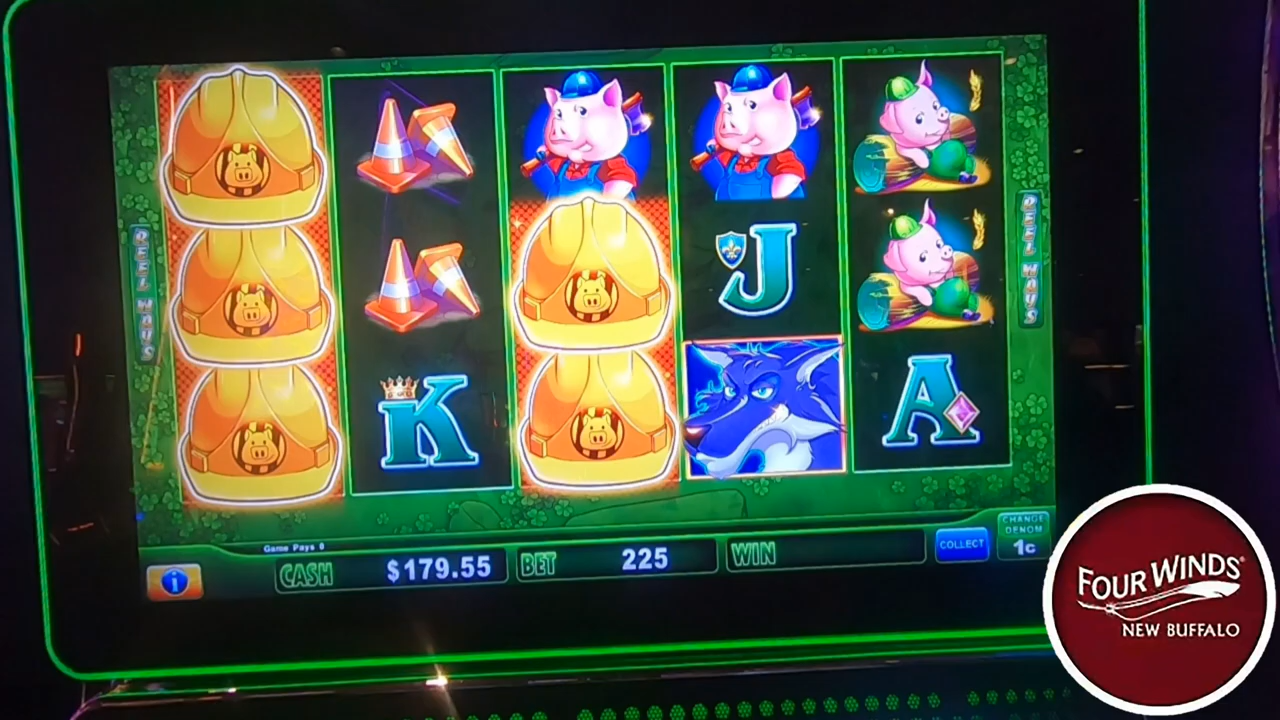 REEL WAYS
REEL WAYS
J
K
A
Game Pays 0
CASH $179.55
BET 225
WIN
COLLECT
CHANGE
DENOM
1c
i
FOUR WINDS®
NEW BUFFALO